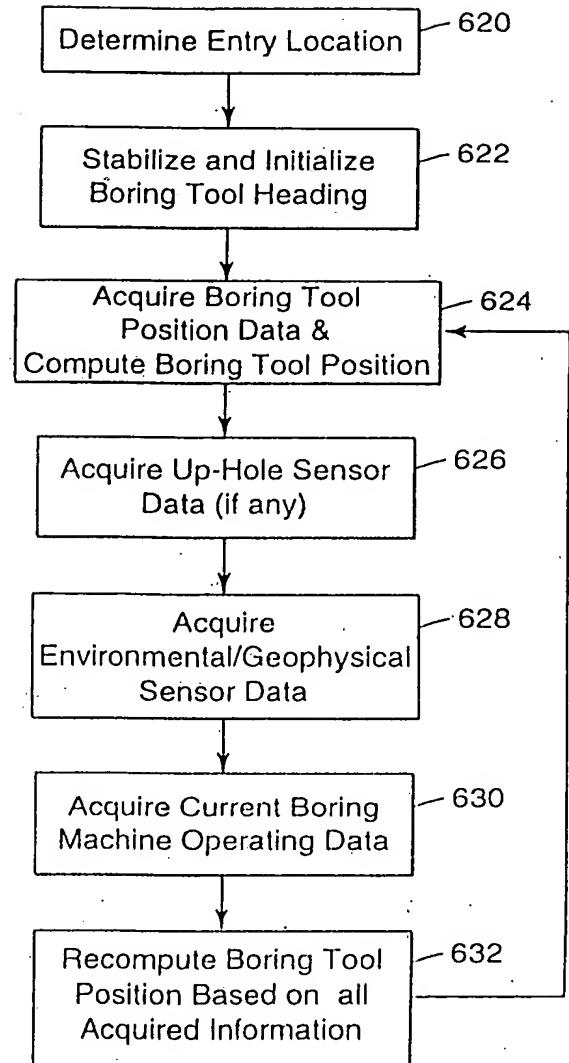 Determine Entry Location
620
Stabilize and Initialize
Boring Tool Heading
622
Acquire Boring Tool
Position Data &
Compute Boring Tool Position
624
Acquire Up-Hole Sensor
Data (if any)
626
Acquire
Environmental/Geophysical
Sensor Data
628
Acquire Current Boring
Machine Operating Data
630
Recompute Boring Tool
Position Based on all
Acquired Information
632